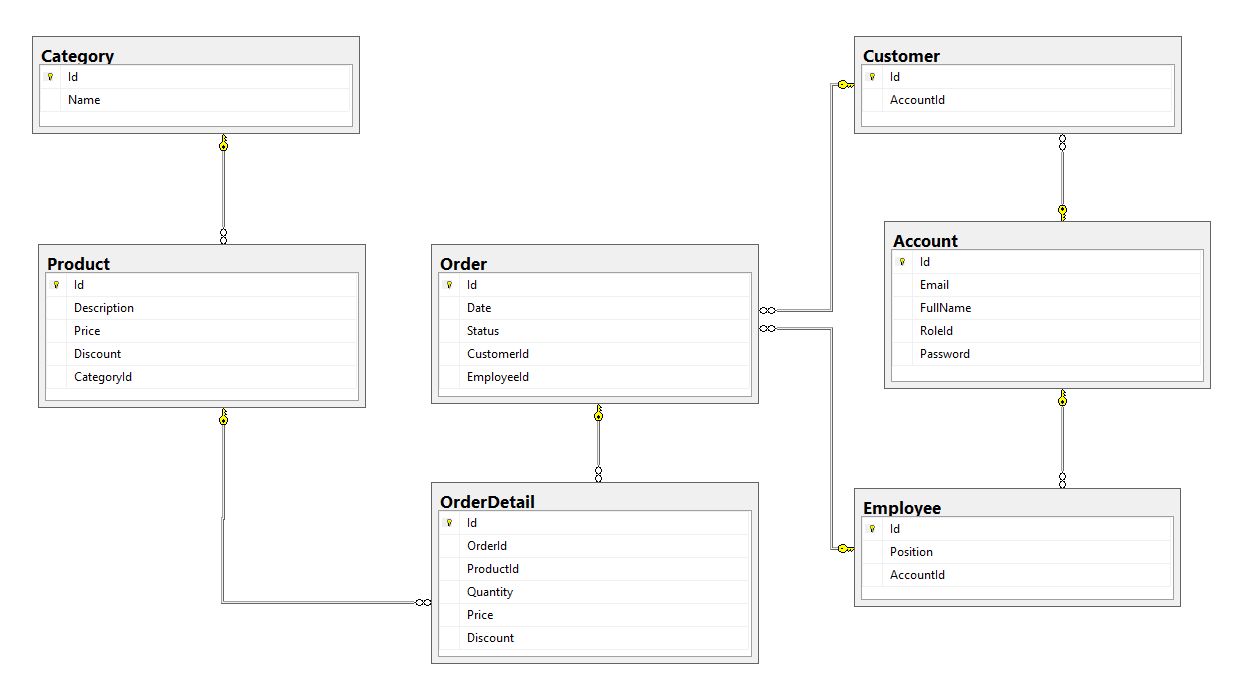 Category
Id
Name
Product
Id
Description
Price
Discount
CategoryId
Order
Id
Date
Status
CustomerId
EmployeeId
OrderDetail
Id
OrderId
ProductId
Quantity
Price
Discount
Customer
Id
AccountId
Account
Id
Email
FullName
RoleId
Password
Employee
Id
Position
AccountId